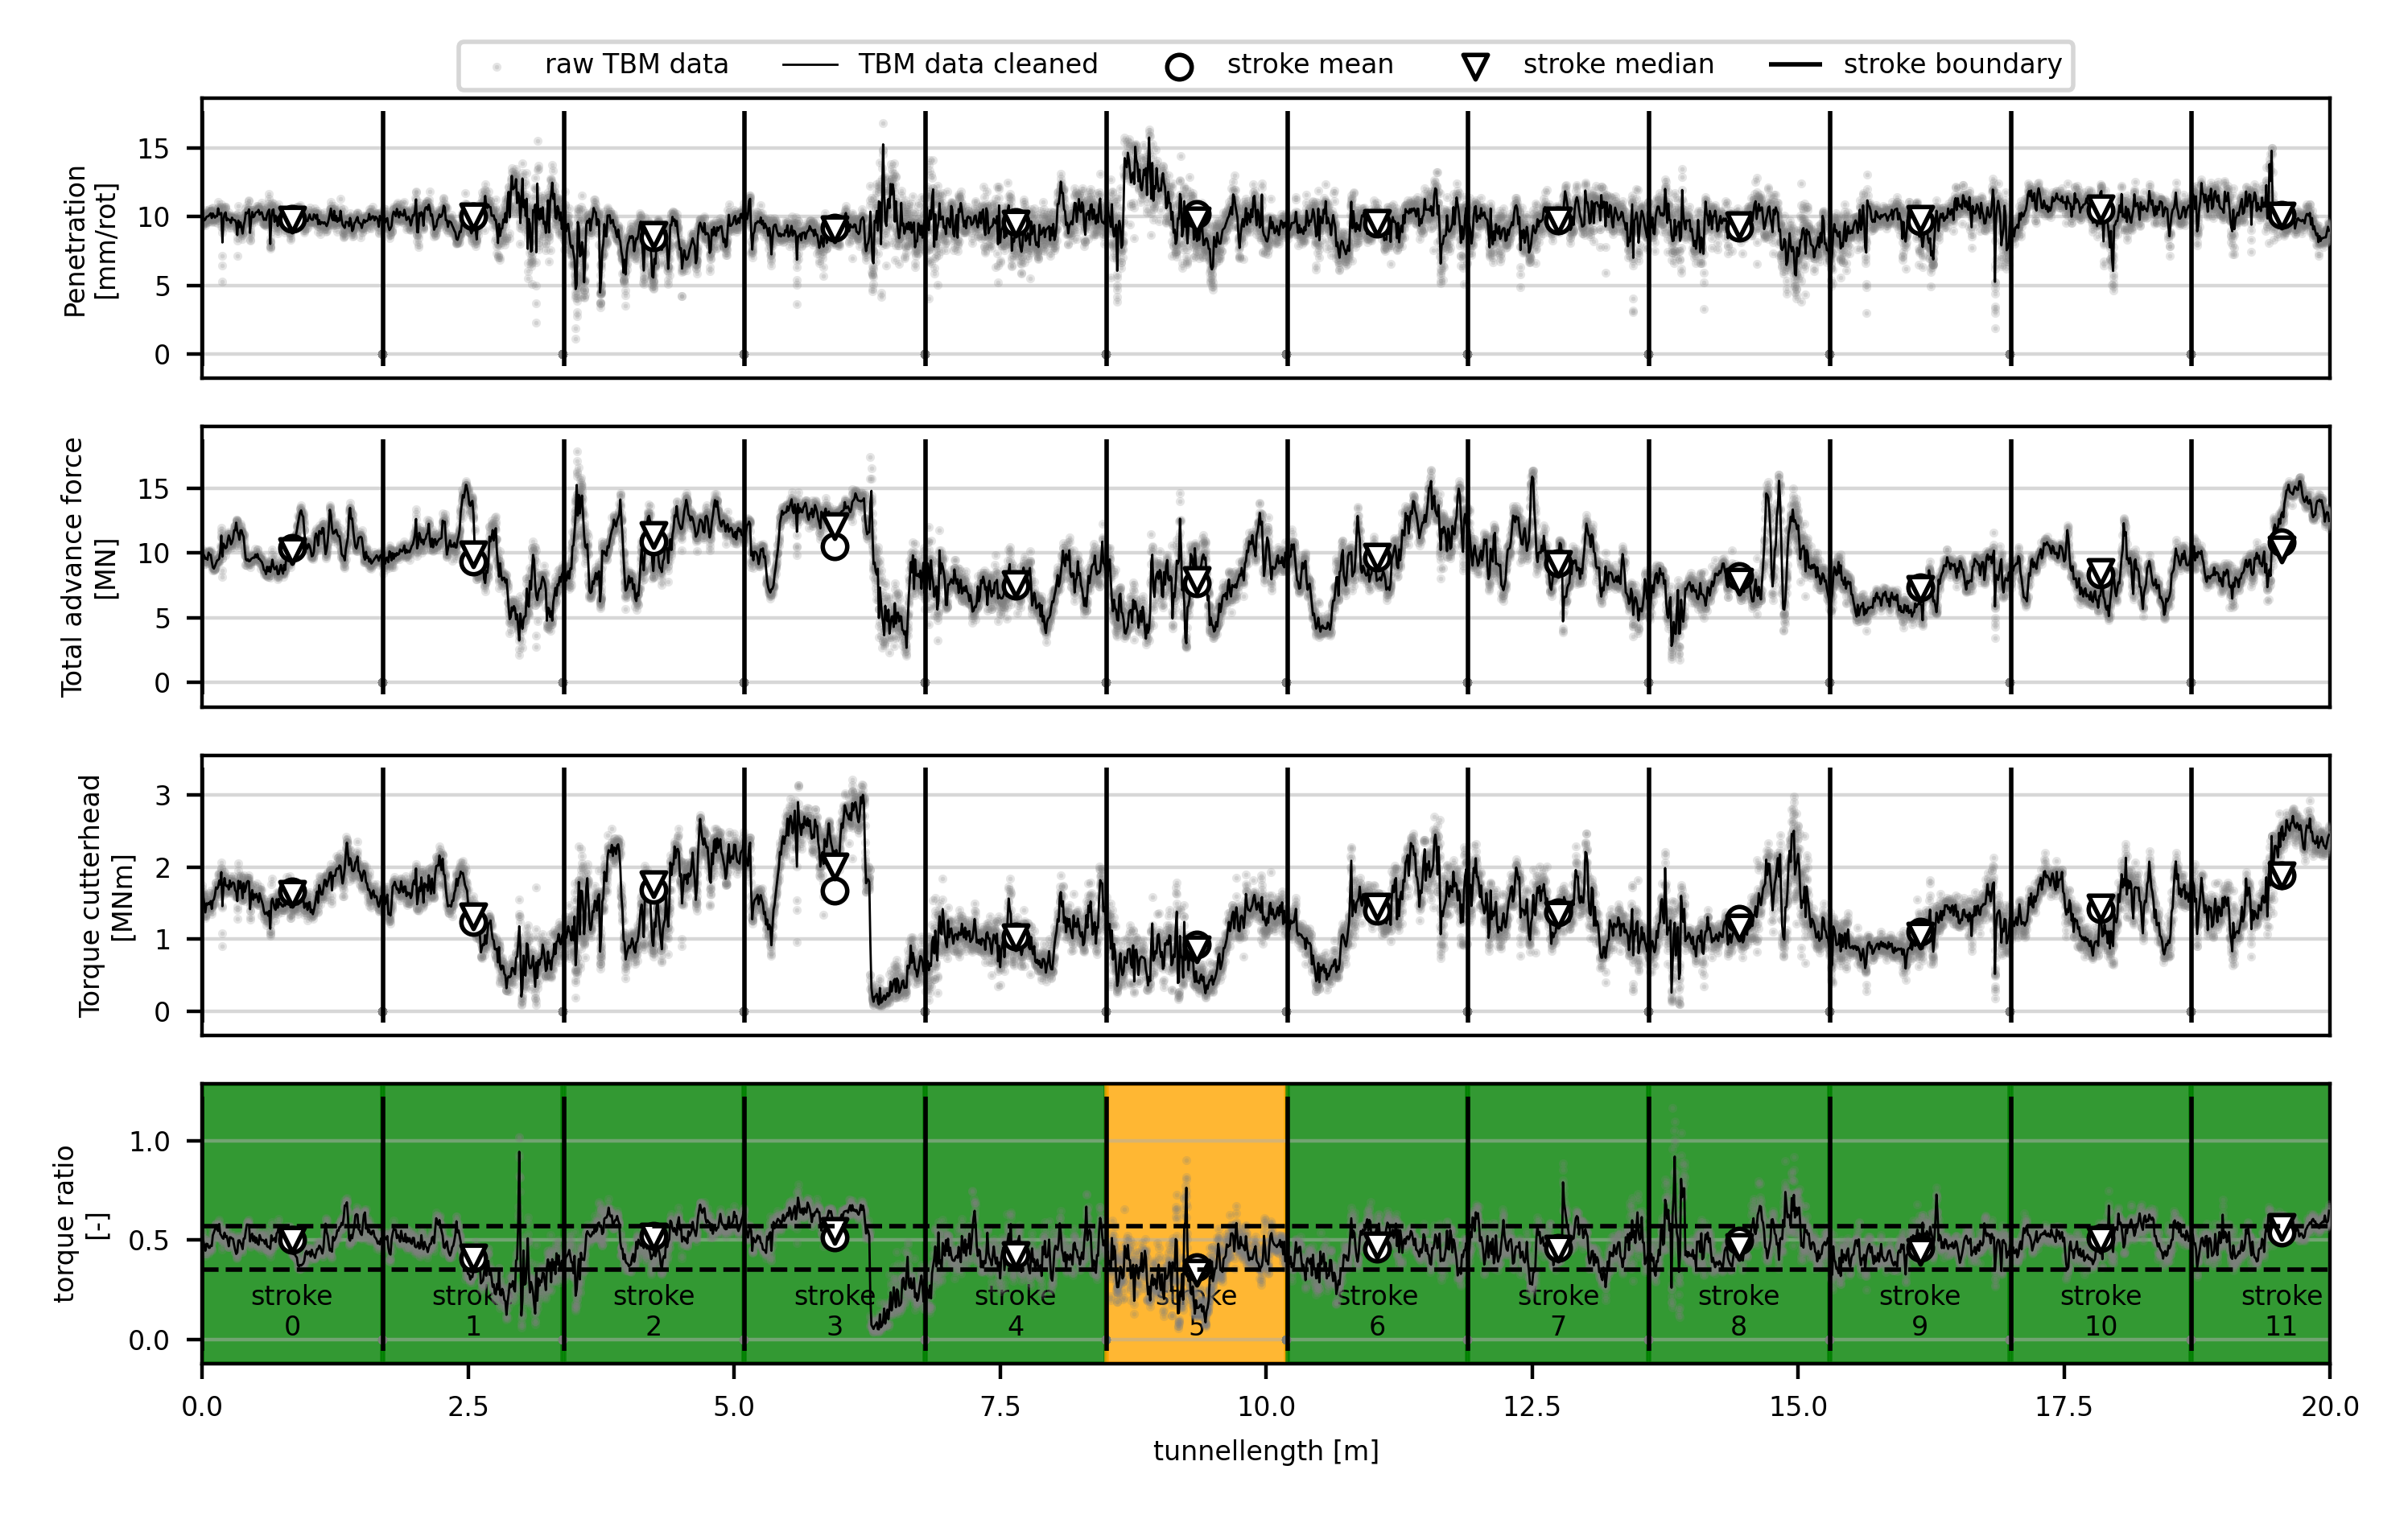 raw TBM data TBM data cleaned stroke mean stroke median stroke boundary
Penetration
[mm/rot]
15
10
5
0
Total advance force
[MN]
15
10
5
0
Torque cutterhead
[MNm]
3
2
1
0
torque ratio
[-]
1.0
0.5
0.0
stroke stroke stroke stroke stroke stroke stroke stroke stroke stroke stroke stroke
0 1 2 3 4 5 6 7 8 9 10 11
0.0 2.5 5.0 7.5 10.0 12.5 15.0 17.5 20.0
tunnellength [m]